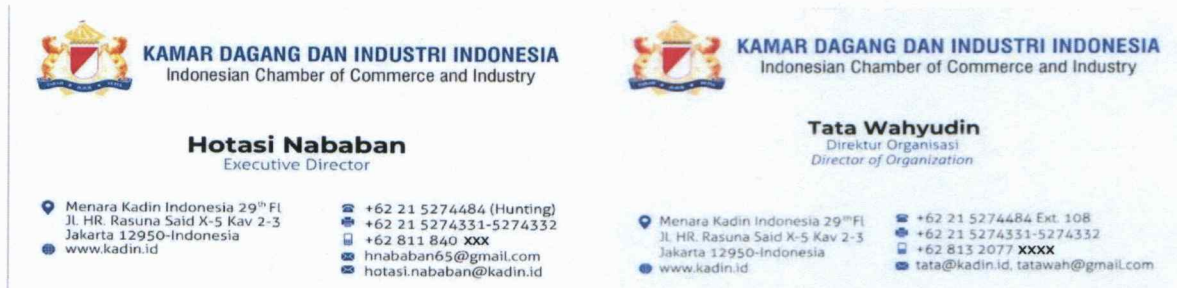 KAMAR DAGANG DAN INDUSTRI INDONESIA
Indonesian Chamber of Commerce and Industry
Hotasi Nababan
Executive Director
Menara Kadin Indonesia 29th Fl
Jl. HR. Rasuna Said X-5 Kav 2-3
Jakarta 12950-Indonesia
www.kadin.id
+62 21 5274484 (Hunting)
+62 21 5274331-5274332
+62 811 840 XXX
hnababan65@gmail.com
hotasi.nababan@kadin.id
KAMAR DAGANG DAN INDUSTRI INDONESIA
Indonesian Chamber of Commerce and Industry
Tata Wahyudin
Direktur Organisasi
Director of Organization
Menara Kadin Indonesia 29th Fl
Jl. HR. Rasuna Said X-5 Kav 2-3
Jakarta 12950-Indonesia
www.kadin.id
+62 21 5274484 Ext. 108
+62 21 5274331-5274332
+62 813 2077 XXXX
tata@kadin.id, tatawah@gmail.com